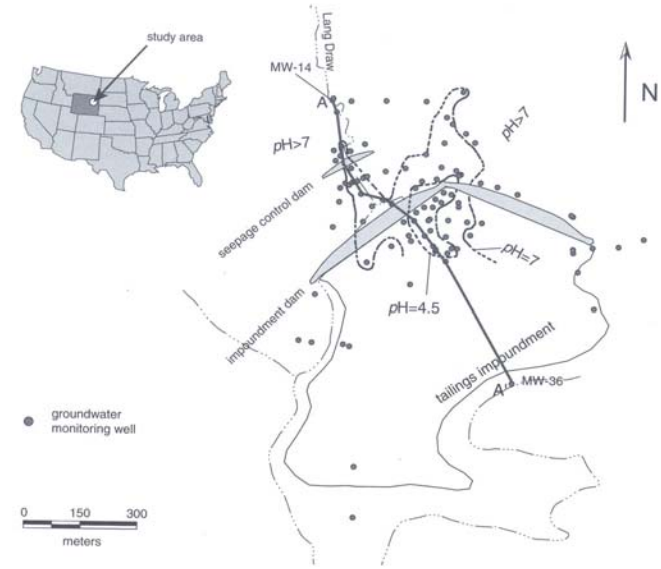 study area
Lang Draw
MW-14
A
N
pH>7
pH>7
seepage control dam
pH=7
pH=4.5
impoundment dam
tailings impoundment
A'
MW-36
groundwater
monitoring well
0 150 300
meters